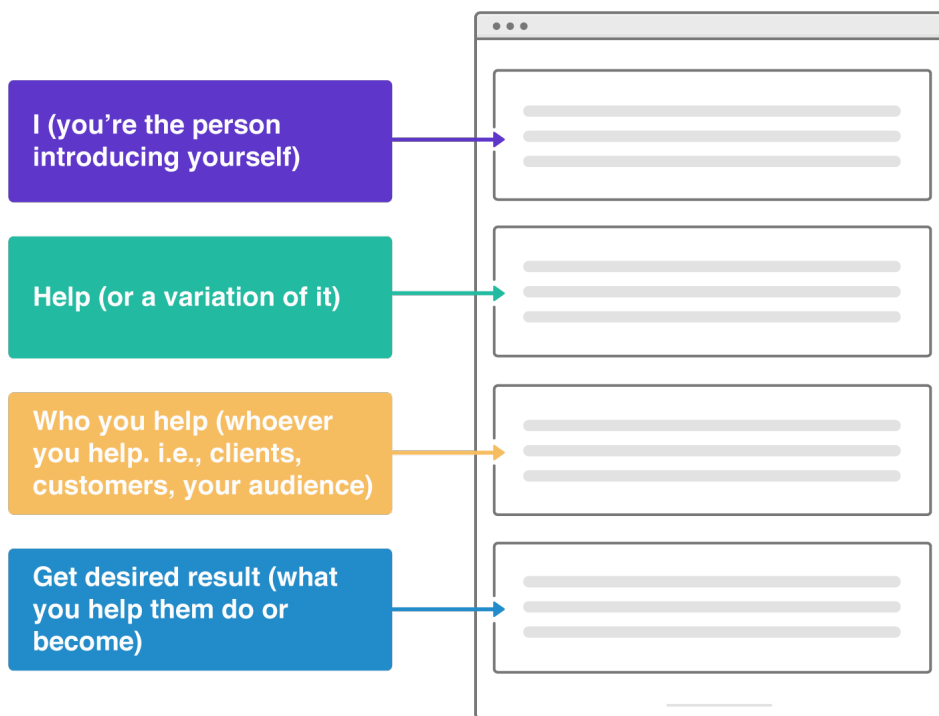 I (you’re the person
introducing yourself)
Help (or a variation of it)
Who you help (whoever
you help. i.e., clients,
customers, your audience)
Get desired result (what
you help them do or
become)